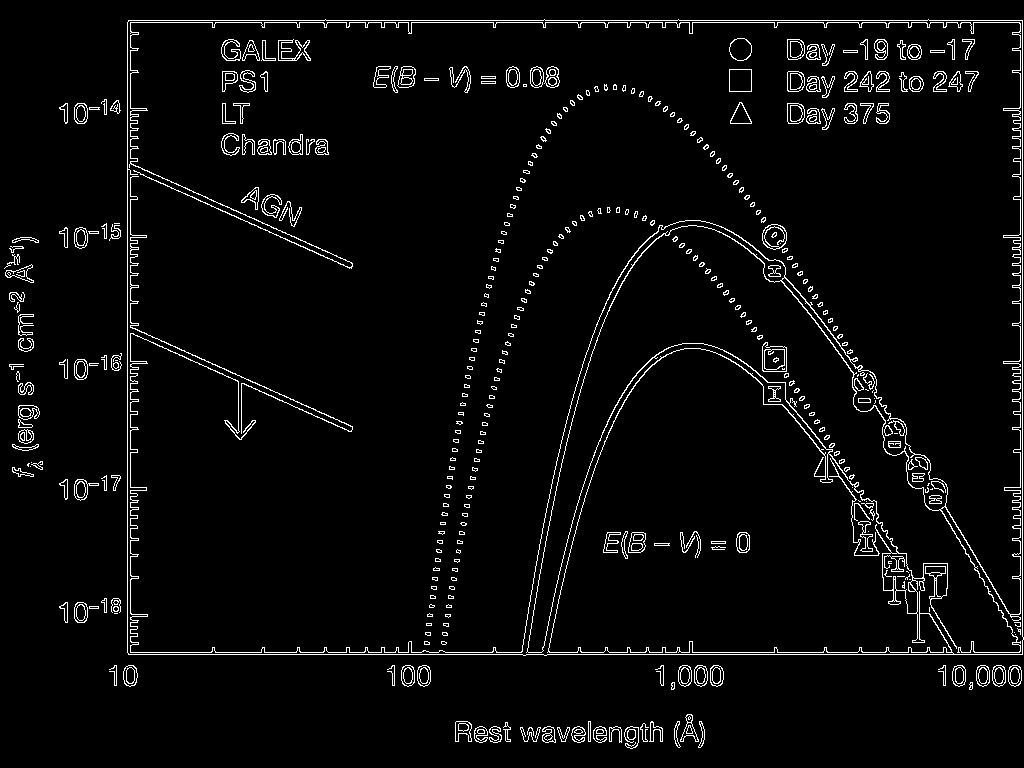 GALEX
PS1
LT
Chandra
E(B – V) = 0.08
Day –19 to –17
Day 242 to 247
Day 375
AGN
E(B – V) = 0
10⁻¹⁴
10⁻¹⁵
10⁻¹⁶
10⁻¹⁷
10⁻¹⁸
fλ (erg s⁻¹ cm⁻² Å⁻¹)
10 100 1,000 10,000
Rest wavelength (Å)